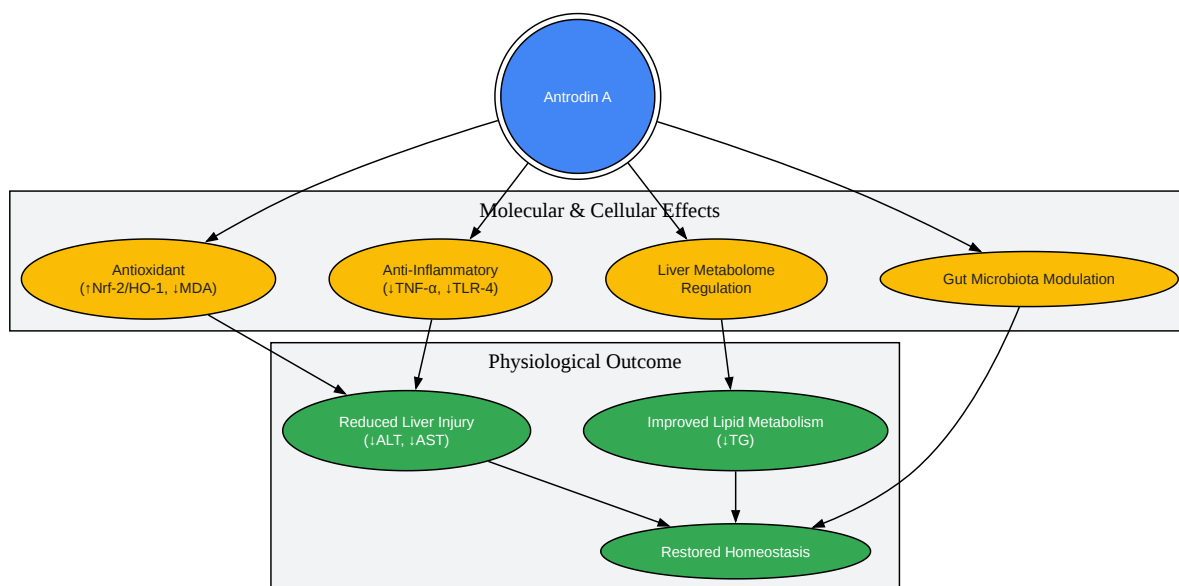 Antrodin A
Molecular & Cellular Effects
Antioxidant
(↑Nrf-2/HO-1, ↓MDA)
Anti-Inflammatory
(↓TNF-α, ↓TLR-4)
Liver Metabolome
Regulation
Gut Microbiota Modulation
Physiological Outcome
Reduced Liver Injury
(↓ALT, ↓AST)
Improved Lipid Metabolism
(↓TG)
Restored Homeostasis